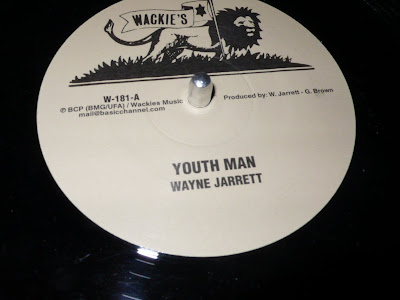 WACKIE'S
W-181-A
℗ BCP (BMG/UFA) / Wackies Music
mail@basicchannel.com
Produced by: W. Jarrett - G. Brown
YOUTH MAN
WAYNE JARRETT